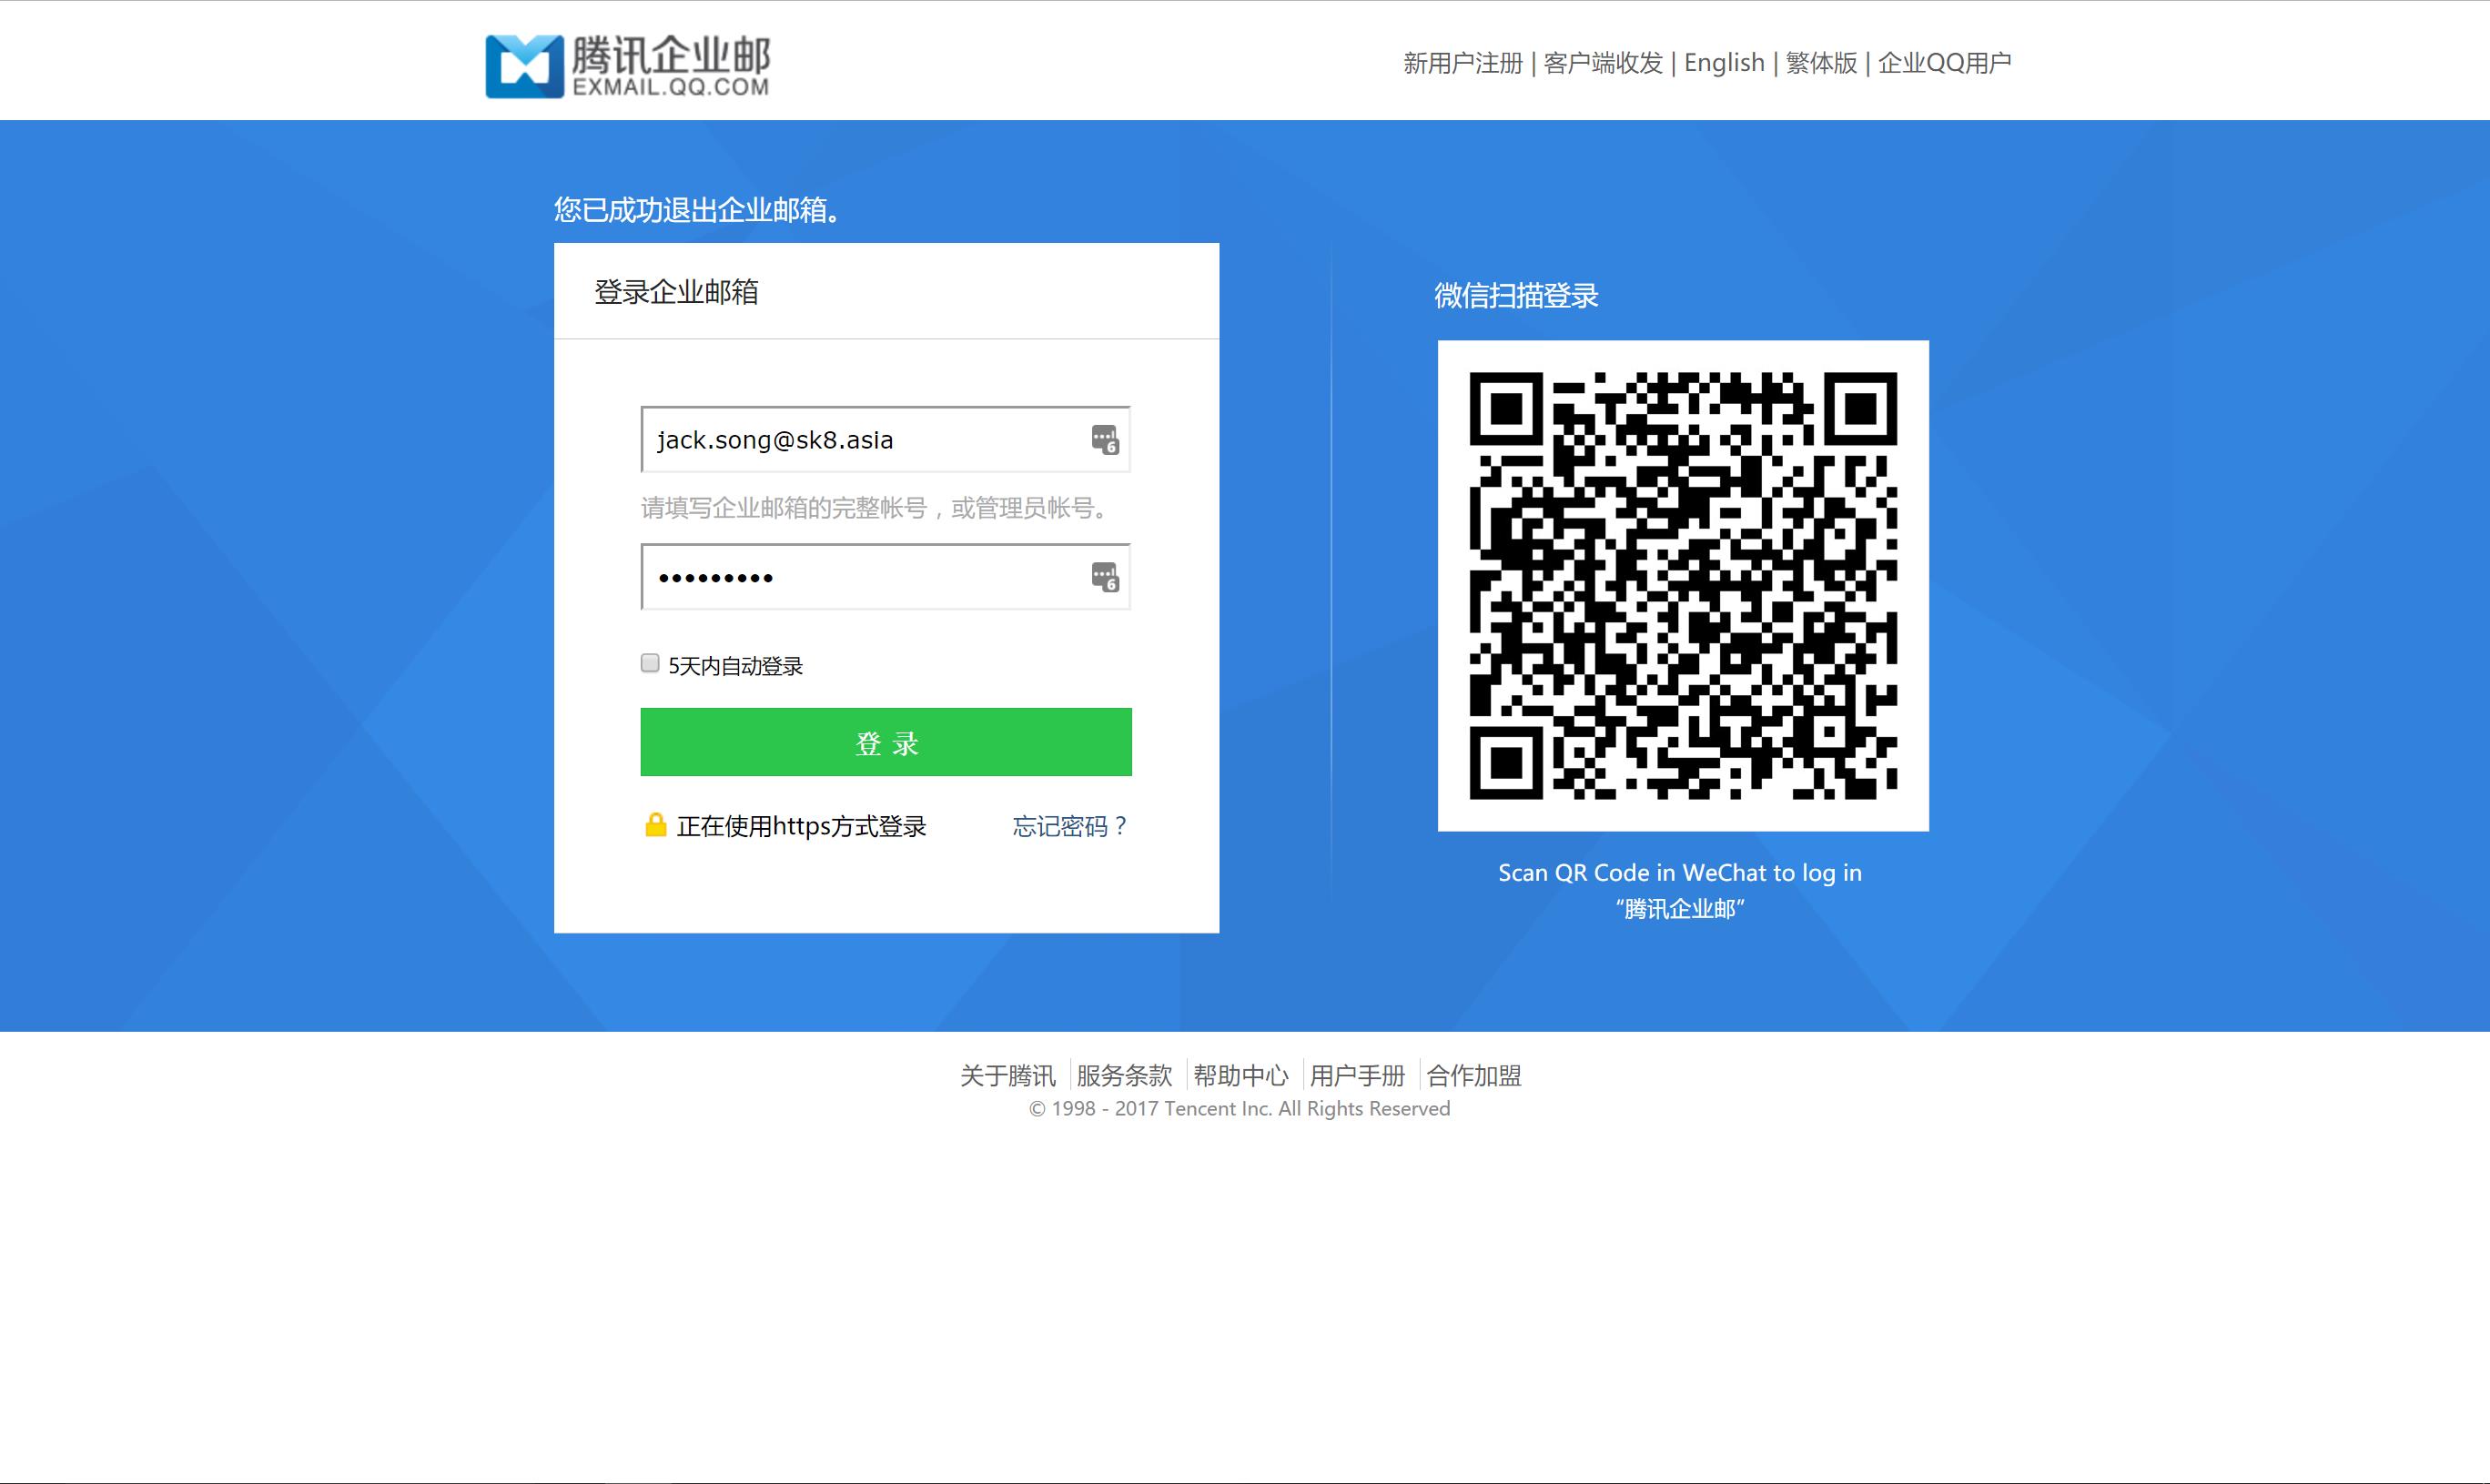 腾讯企业邮
EXMAIL.QQ.COM
新用户注册 | 客户端收发 | English | 繁体版 | 企业QQ用户
您已成功退出企业邮箱。
登录企业邮箱
jack.song@sk8.asia
6
请填写企业邮箱的完整帐号，或管理员帐号。
•••••••••
6
5天内自动登录
登 录
正在使用https方式登录
忘记密码？
微信扫描登录
Scan QR Code in WeChat to log in
“腾讯企业邮”
关于腾讯 服务条款 帮助中心 用户手册 合作加盟
© 1998 - 2017 Tencent Inc. All Rights Reserved